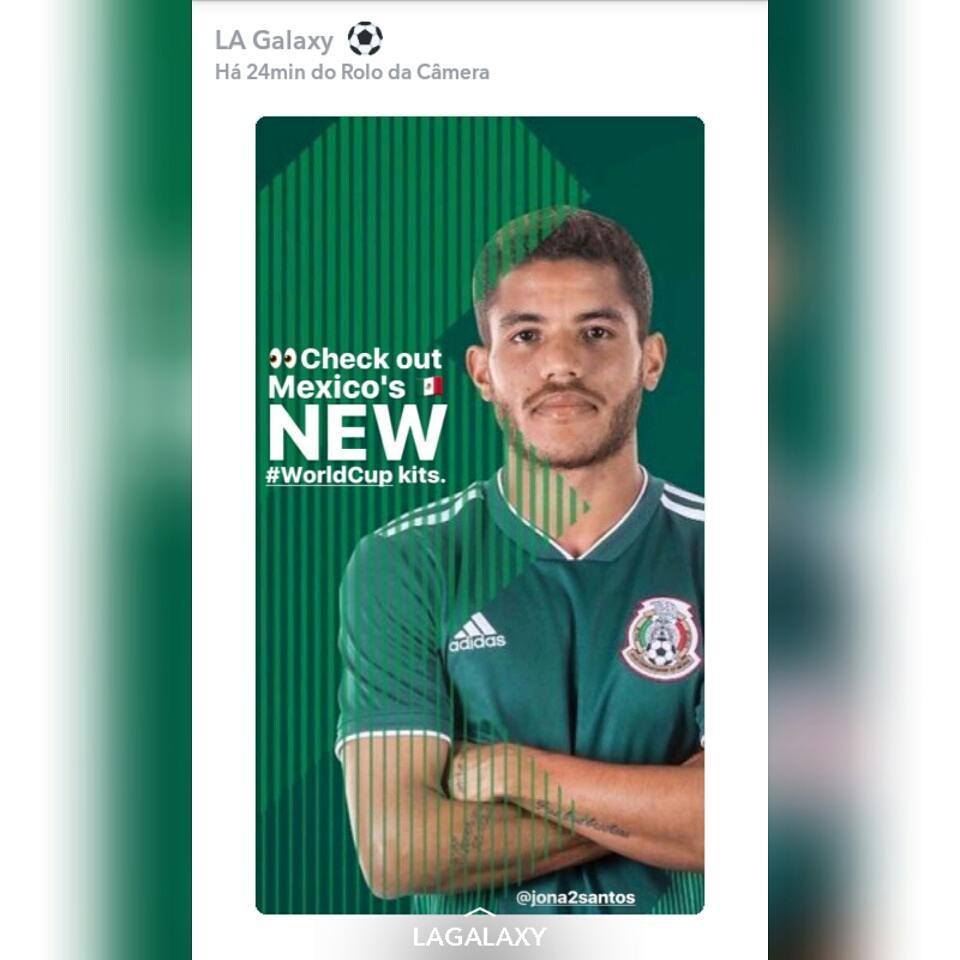 LA Galaxy ⚽
Há 24min do Rolo da Câmera
👀Check out
Mexico's 🇲🇽
NEW
#WorldCup kits.
adidas
@jona2santos
LAGALAXY